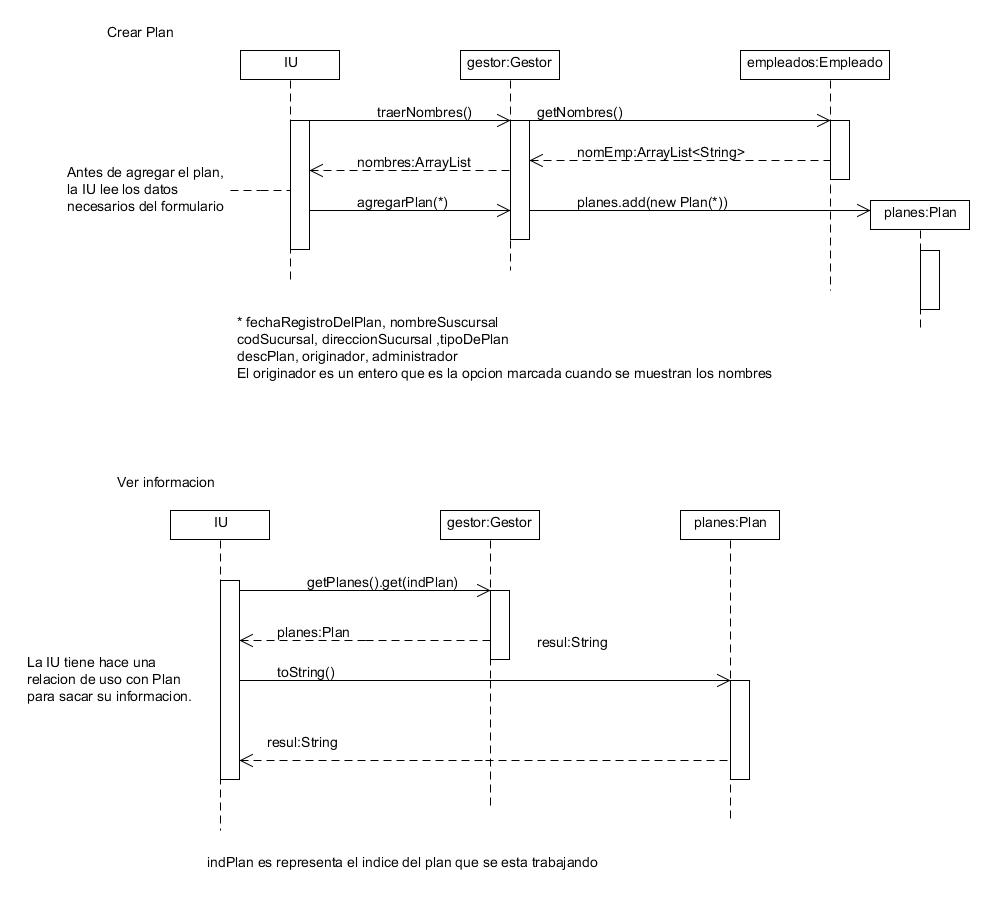 Crear Plan
IU
gestor:Gestor
empleados:Empleado
traerNombres()
getNombres()
nombres:ArrayList
nomEmp:ArrayList<String>
Antes de agregar el plan,
la IU lee los datos
necesarios del formulario
agregarPlan(*)
planes.add(new Plan(*))
planes:Plan
* fechaRegistroDelPlan, nombreSuscursal
codSucursal, direccionSucursal ,tipoDePlan
descPlan, originador, administrador
El originador es un entero que es la opcion marcada cuando se muestran los nombres
Ver informacion
IU
gestor:Gestor
planes:Plan
getPlanes().get(indPlan)
planes:Plan
resul:String
La IU tiene hace una
relacion de uso con Plan
para sacar su informacion.
toString()
resul:String
indPlan es representa el indice del plan que se esta trabajando